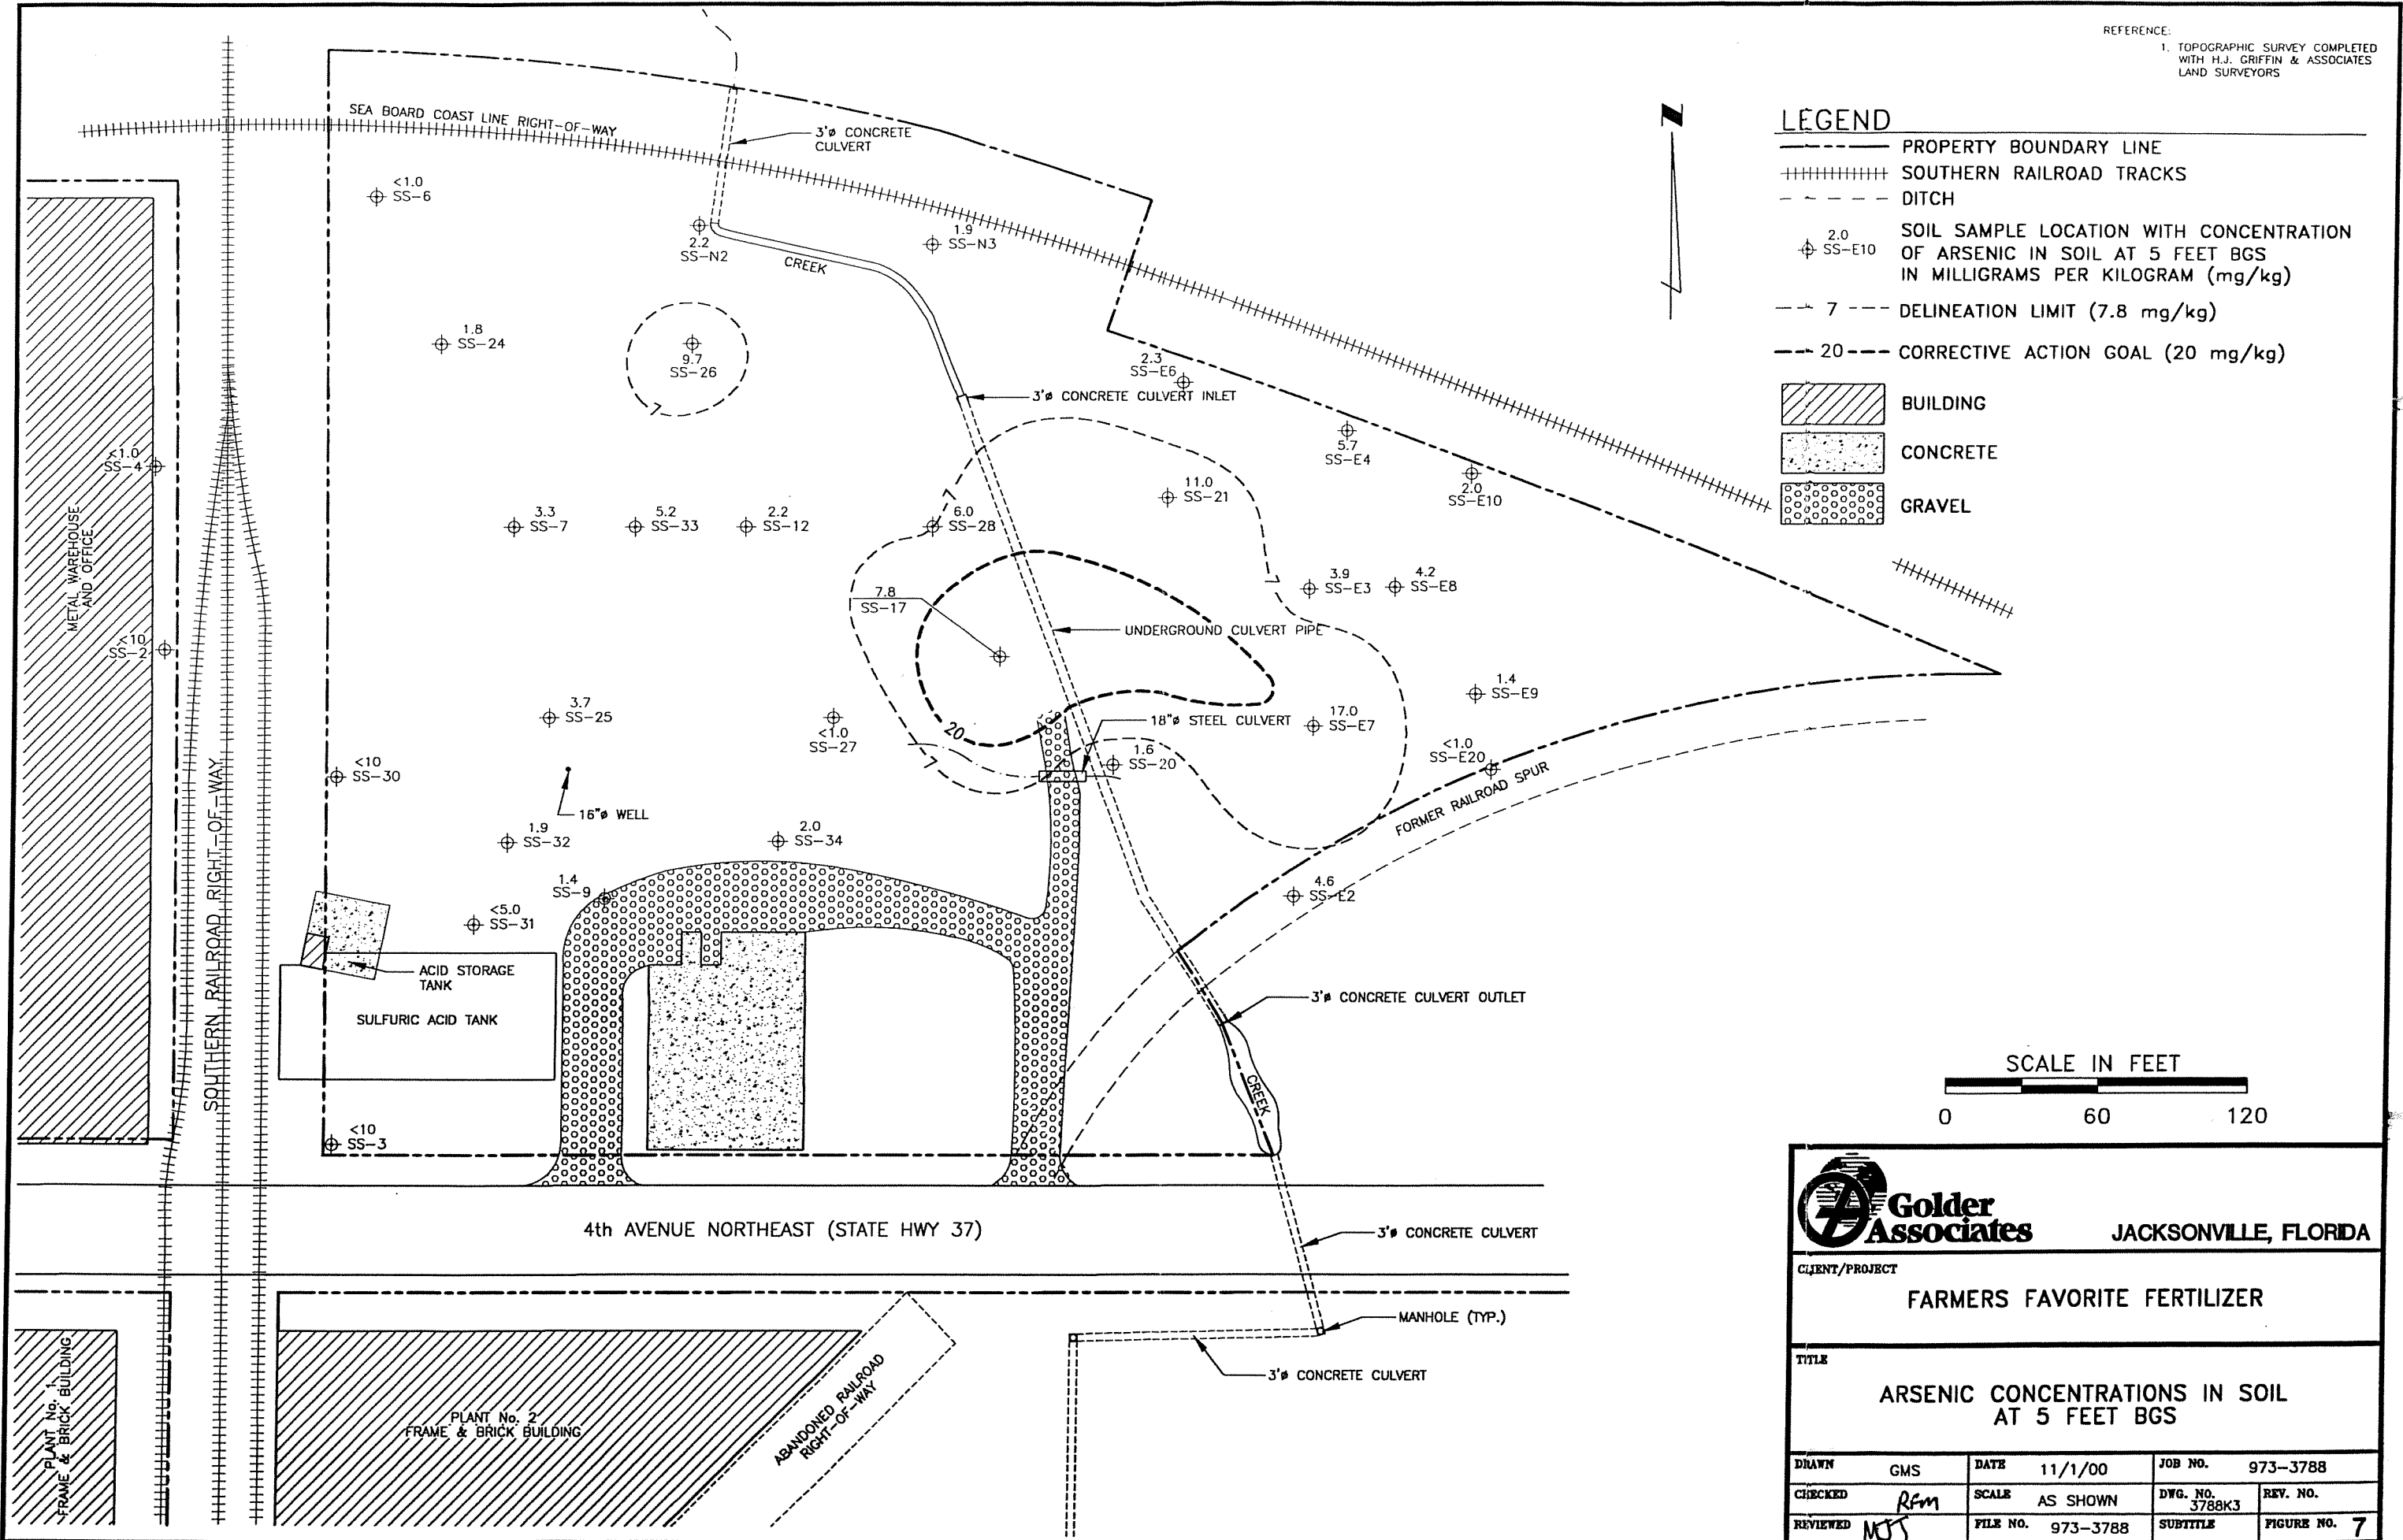 REFERENCE:
1. TOPOGRAPHIC SURVEY COMPLETED
WITH H.J. GRIFFIN & ASSOCIATES
LAND SURVEYORS
LEGEND
PROPERTY BOUNDARY LINE
SOUTHERN RAILROAD TRACKS
DITCH
2.0
SS-E10
SOIL SAMPLE LOCATION WITH CONCENTRATION
OF ARSENIC IN SOIL AT 5 FEET BGS
IN MILLIGRAMS PER KILOGRAM (mg/kg)
7
DELINEATION LIMIT (7.8 mg/kg)
20
CORRECTIVE ACTION GOAL (20 mg/kg)
BUILDING
CONCRETE
GRAVEL
N
SEA BOARD COAST LINE RIGHT-OF-WAY
3'ø CONCRETE
CULVERT
<1.0
SS-6
2.2
SS-N2
CREEK
1.9
SS-N3
1.8
SS-24
9.7
SS-26
7
2.3
SS-E6
3'ø CONCRETE CULVERT INLET
5.7
SS-E4
2.0
SS-E10
<1.0
SS-4
METAL WAREHOUSE
AND OFFICE
3.3
SS-7
5.2
SS-33
2.2
SS-12
7
6.0
SS-28
11.0
SS-21
7
3.9
SS-E3
4.2
SS-E8
7.8
SS-17
UNDERGROUND CULVERT PIPE
<10
SS-2
3.7
SS-25
<1.0
SS-27
20
7
18"ø STEEL CULVERT
1.6
SS-20
17.0
SS-E7
1.4
SS-E9
<1.0
SS-E20
FORMER RAILROAD SPUR
<10
SS-30
16"ø WELL
1.9
SS-32
2.0
SS-34
1.4
SS-9
<5.0
SS-31
4.6
SS-E2
SOUTHERN RAILROAD RIGHT-OF-WAY
ACID STORAGE
TANK
SULFURIC ACID TANK
3'ø CONCRETE CULVERT OUTLET
CREEK
<10
SS-3
4th AVENUE NORTHEAST (STATE HWY 37)
3'ø CONCRETE CULVERT
MANHOLE (TYP.)
3'ø CONCRETE CULVERT
PLANT No. 1
FRAME & BRICK BUILDING
PLANT No. 2
FRAME & BRICK BUILDING
ABANDONED RAILROAD
RIGHT-OF-WAY
SCALE IN FEET
0 60 120
Golder
Associates
JACKSONVILLE, FLORIDA
CLIENT/PROJECT
FARMERS FAVORITE FERTILIZER
TITLE
ARSENIC CONCENTRATIONS IN SOIL
AT 5 FEET BGS
DRAWN GMS DATE 11/1/00 JOB NO. 973-3788
CHECKED RFM SCALE AS SHOWN DWG. NO. 3788K3 REV. NO.
REVIEWED FILE NO. 973-3788 SUBTITLE FIGURE NO. 7